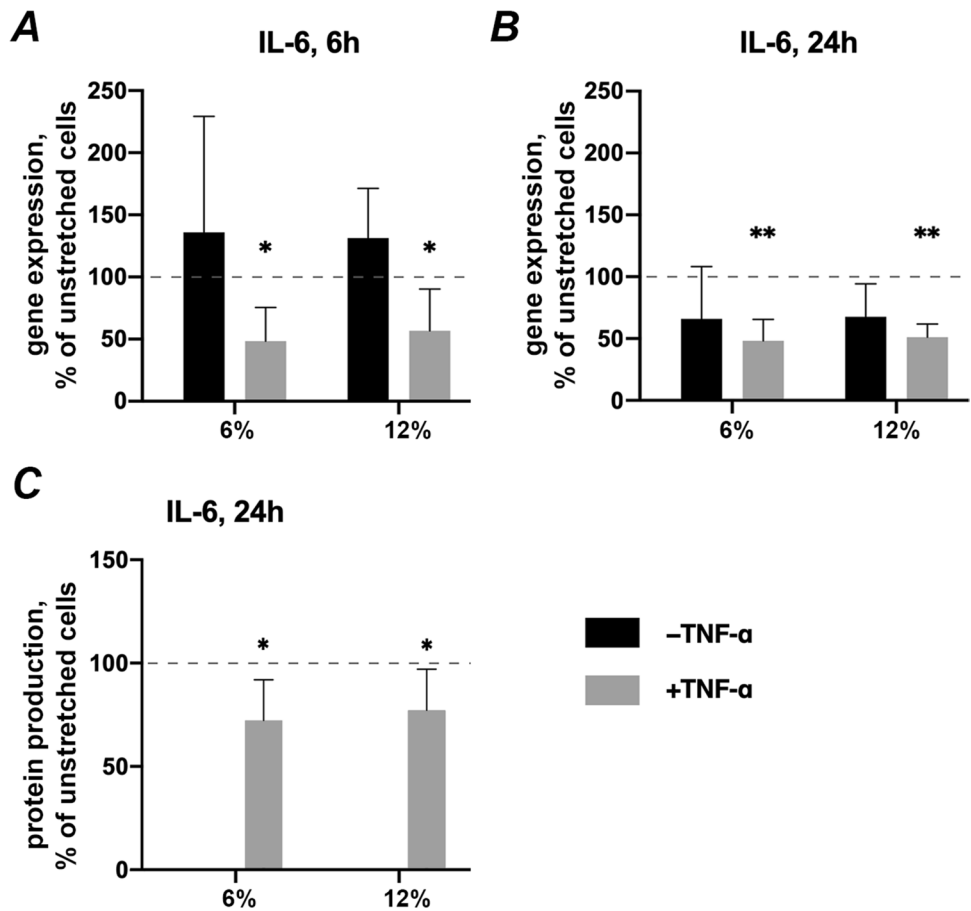 A
IL-6, 6h
gene expression,
% of unstretched cells
250
200
150
100
50
0
*
*
6%
12%
B
IL-6, 24h
gene expression,
% of unstretched cells
250
200
150
100
50
0
**
**
6%
12%
C
IL-6, 24h
protein production,
% of unstretched cells
150
100
50
0
*
*
6%
12%
–TNF-α
+TNF-α